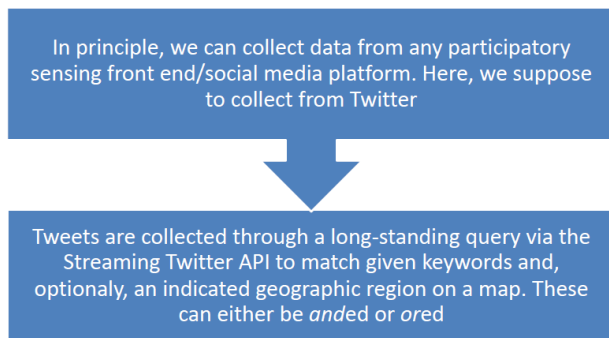 In principle, we can collect data from any participatory
sensing front end/social media platform. Here, we suppose
to collect from Twitter
Tweets are collected through a long-standing query via the
Streaming Twitter API to match given keywords and,
optionaly, an indicated geographic region on a map. These
can either be anded or ored